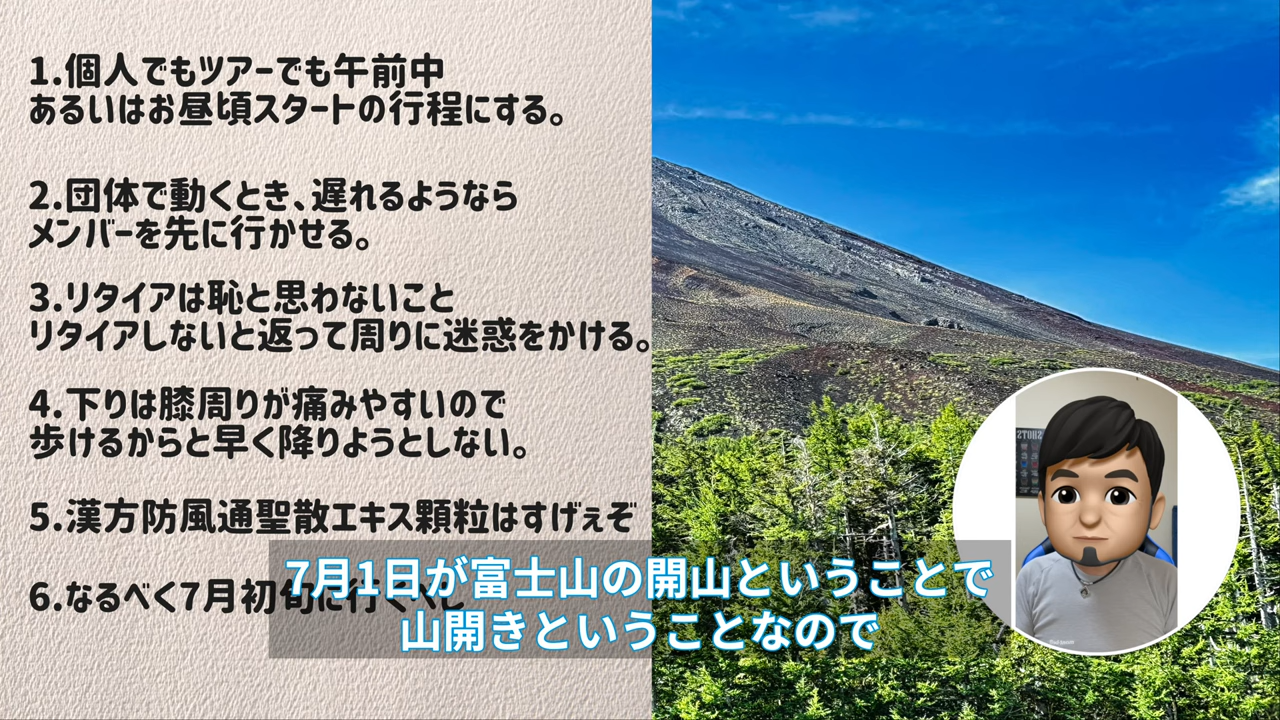 1.個人でもツアーでも午前中
あるいはお昼頃スタートの行程にする。
2.団体で動くとき、遅れるようなら
メンバーを先に行かせる。
3.リタイアは恥と思わないこと
リタイアしないと返って周りに迷惑をかける。
4.下りは膝周りが痛みやすいので
歩けるからと早く降りようとしない。
5.漢方防風通聖散エキス顆粒はすげぇぞ
6.なるべく7月初旬に行くべし
7月1日が富士山の開山ということで
山開きということなので